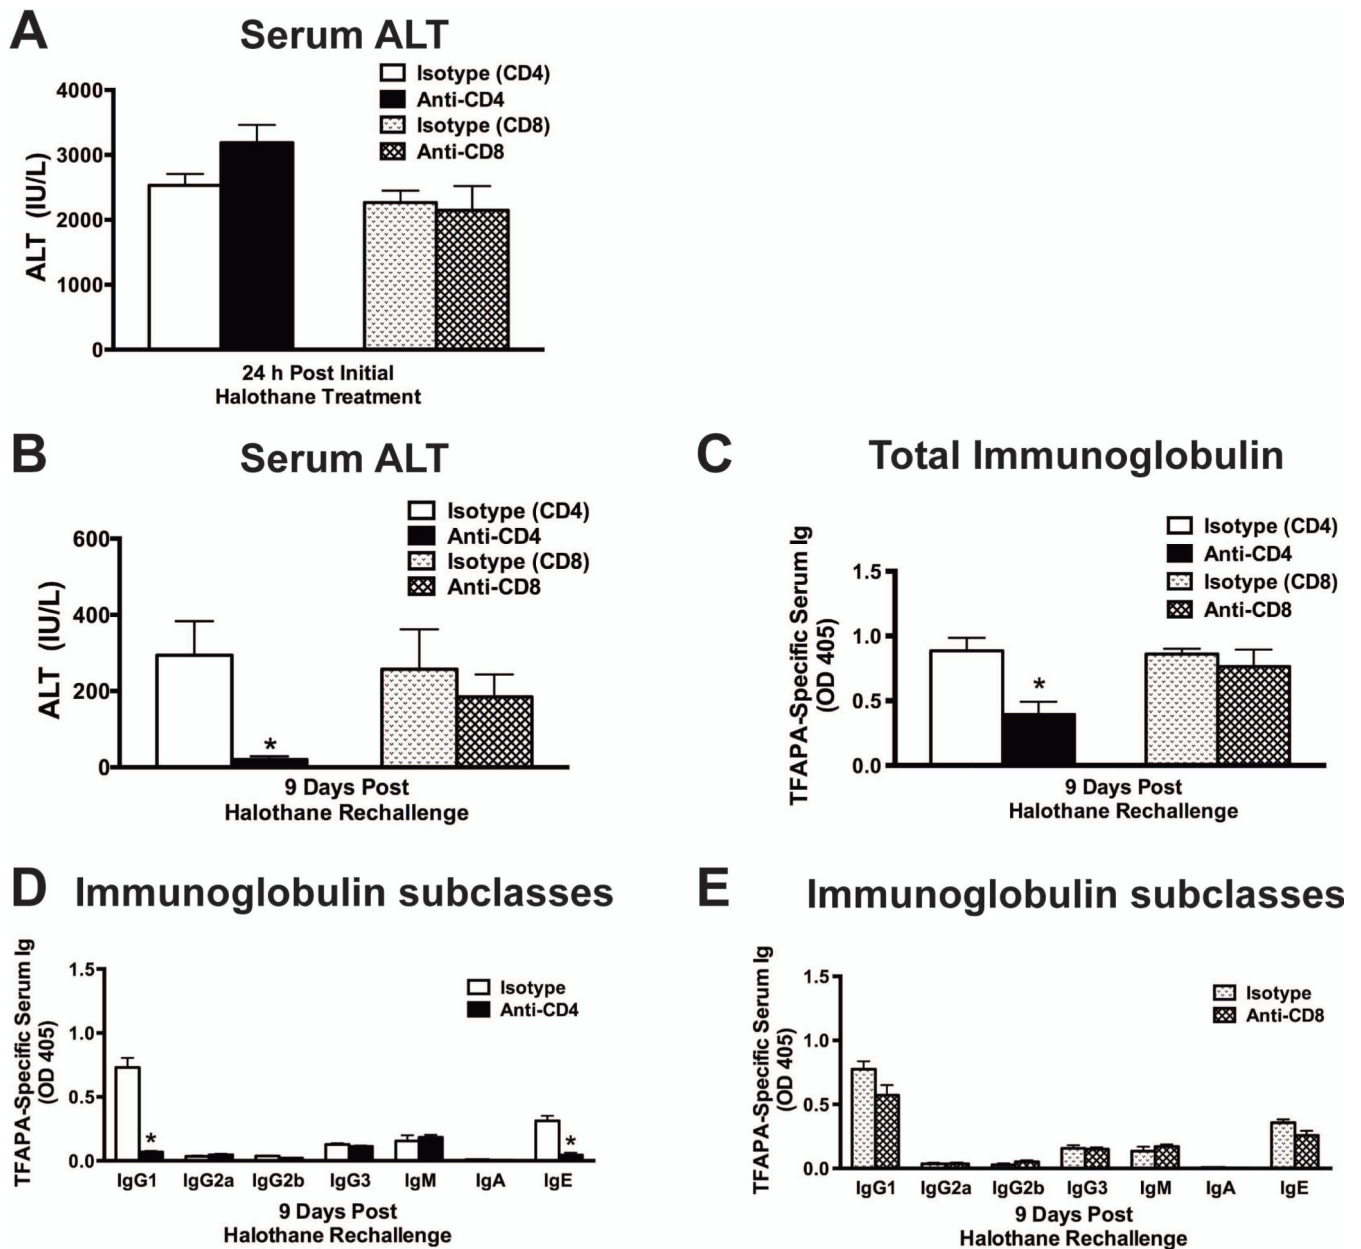 A
Serum ALT
Isotype (CD4)
Anti-CD4
Isotype (CD8)
Anti-CD8
ALT (IU/L)
4000
3000
2000
1000
0
24 h Post Initial
Halothane Treatment
B
Serum ALT
Isotype (CD4)
Anti-CD4
Isotype (CD8)
Anti-CD8
ALT (IU/L)
600
400
200
0
*
9 Days Post
Halothane Rechallenge
C
Total Immunoglobulin
Isotype (CD4)
Anti-CD4
Isotype (CD8)
Anti-CD8
TFAPA-Specific Serum Ig
(OD 405)
1.5
1.0
0.5
0.0
*
9 Days Post
Halothane Rechallenge
D
Immunoglobulin subclasses
Isotype
Anti-CD4
TFAPA-Specific Serum Ig
(OD 405)
1.5
1.0
0.5
0.0
*
*
IgG1 IgG2a IgG2b IgG3 IgM IgA IgE
9 Days Post
Halothane Rechallenge
E
Immunoglobulin subclasses
Isotype
Anti-CD8
TFAPA-Specific Serum Ig
(OD 405)
1.5
1.0
0.5
0.0
IgG1 IgG2a IgG2b IgG3 IgM IgA IgE
9 Days Post
Halothane Rechallenge